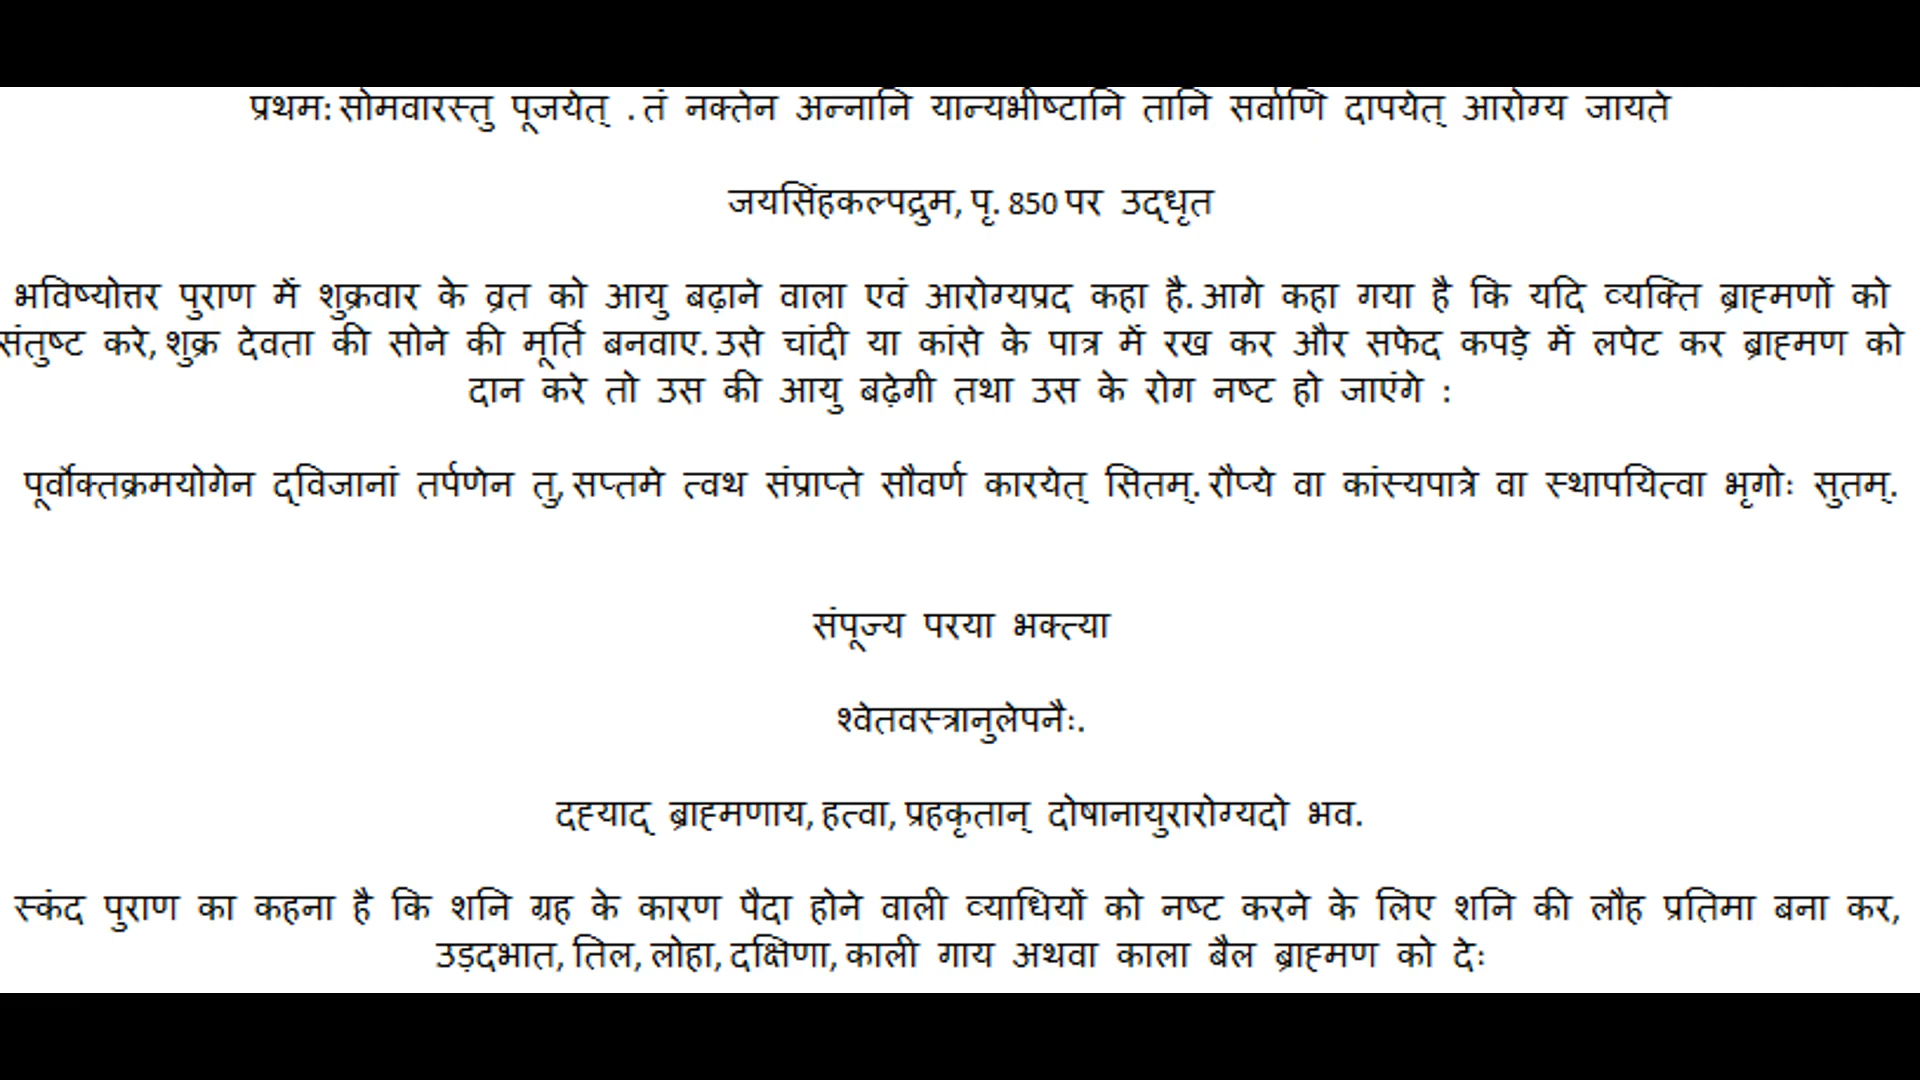 प्रथम: सोमवारस्तु पूजयेत् . तं नक्तेन अन्नानि यान्यभीष्टानि तानि सर्वाणि दापयेत् आरोग्य जायते
जयसिंहकल्पद्रुम, पृ. 850 पर उद्धृत
भविष्योत्तर पुराण में शुक्रवार के व्रत को आयु बढ़ाने वाला एवं आरोग्यप्रद कहा है. आगे कहा गया है कि यदि व्यक्ति ब्राह्मणों को
संतुष्ट करे, शुक्र देवता की सोने की मूर्ति बनवाए. उसे चांदी या कांसे के पात्र में रख कर और सफेद कपड़े में लपेट कर ब्राह्मण को
दान करे तो उस की आयु बढ़ेगी तथा उस के रोग नष्ट हो जाएंगे :
पूर्वोक्तक्रमयोगेन द्विजानां तर्पणेन तु, सप्तमे त्वथ संप्राप्ते सौवर्ण कारयेत् सितम्. रौप्ये वा कांस्यपात्रे वा स्थापयित्वा भृगोः सुतम्.
संपूज्य परया भक्त्या
श्वेतवस्त्रानुलेपनैः.
दह्याद् ब्राह्मणाय, हत्वा, प्रहकृतान् दोषानायुरारोग्यदो भव.
स्कंद पुराण का कहना है कि शनि ग्रह के कारण पैदा होने वाली व्याधियों को नष्ट करने के लिए शनि की लौह प्रतिमा बना कर,
उड़दभात, तिल, लोहा, दक्षिणा, काली गाय अथवा काला बैल ब्राह्मण को देः